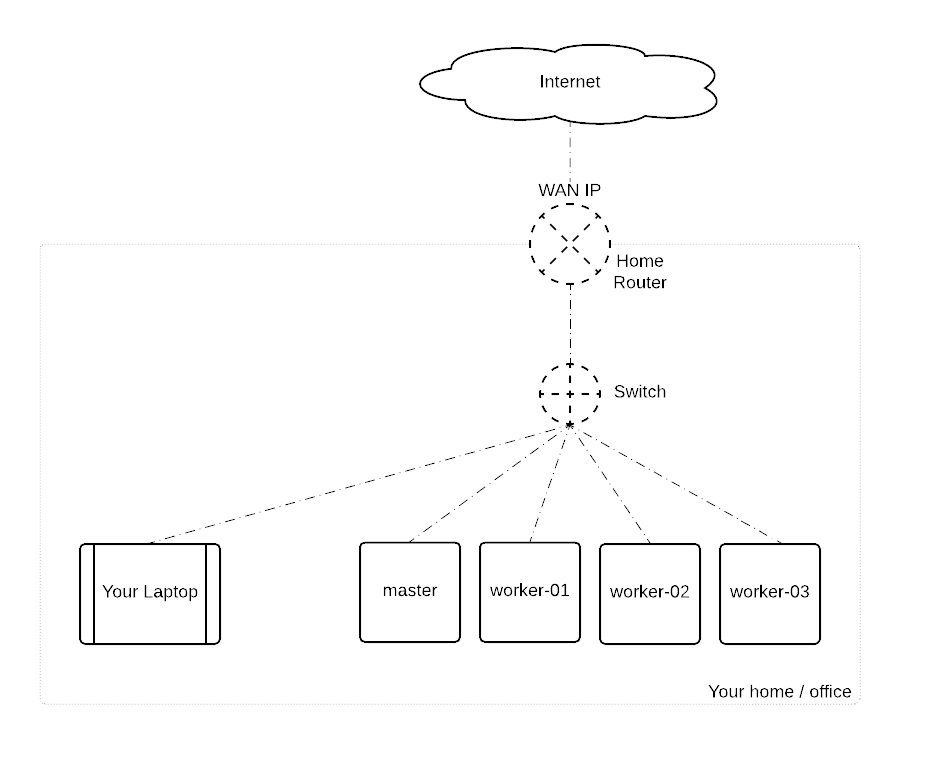 Internet
WAN IP
Home
Router
Switch
Your Laptop
master
worker-01
worker-02
worker-03
Your home / office